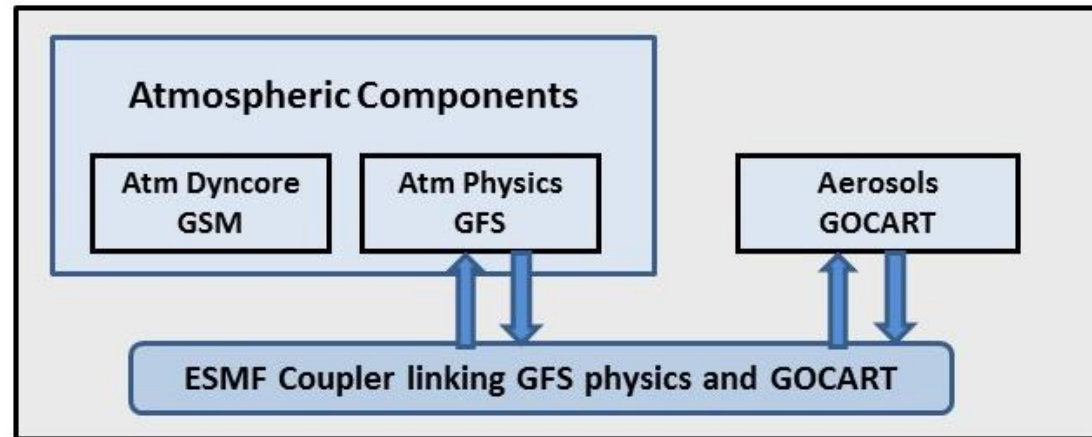 Atmospheric Components
Atm Dyncore
GSM
Atm Physics
GFS
Aerosols
GOCART
ESMF Coupler linking GFS physics and GOCART